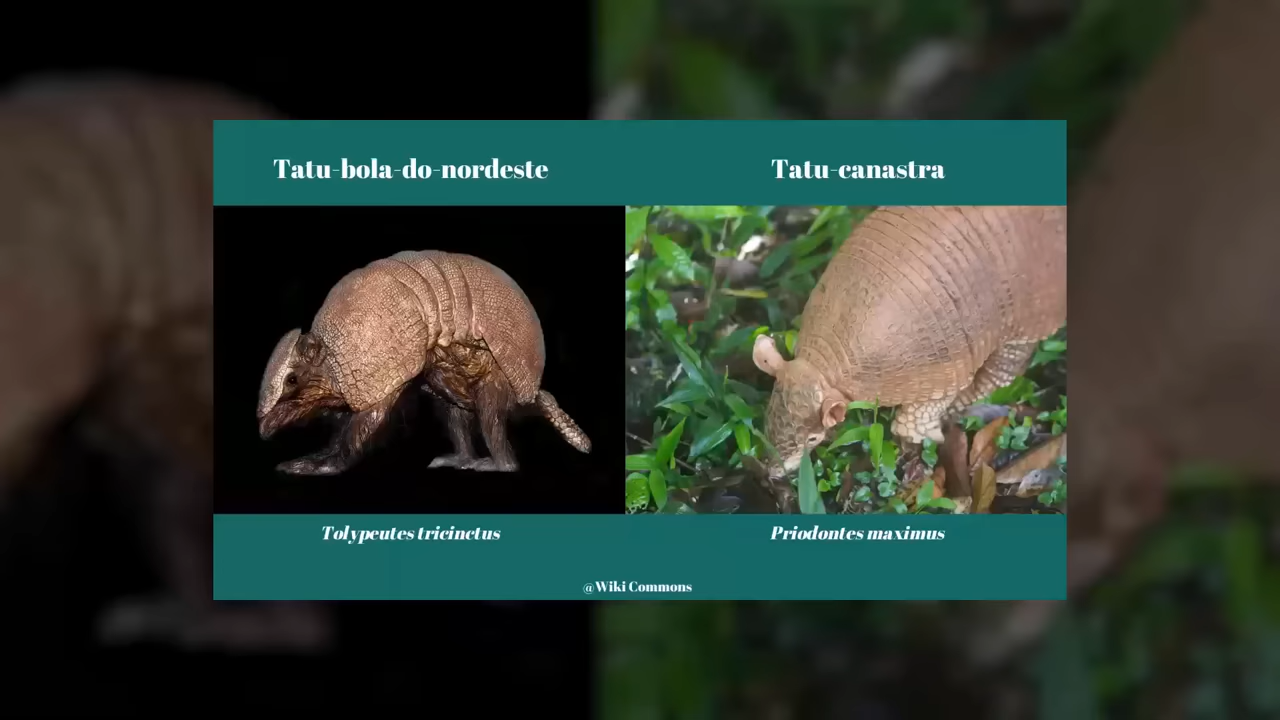 Tatu-bola-do-nordeste
Tatu-canastra
Tolypeutes tricinctus
Priodontes maximus
@Wiki Commons